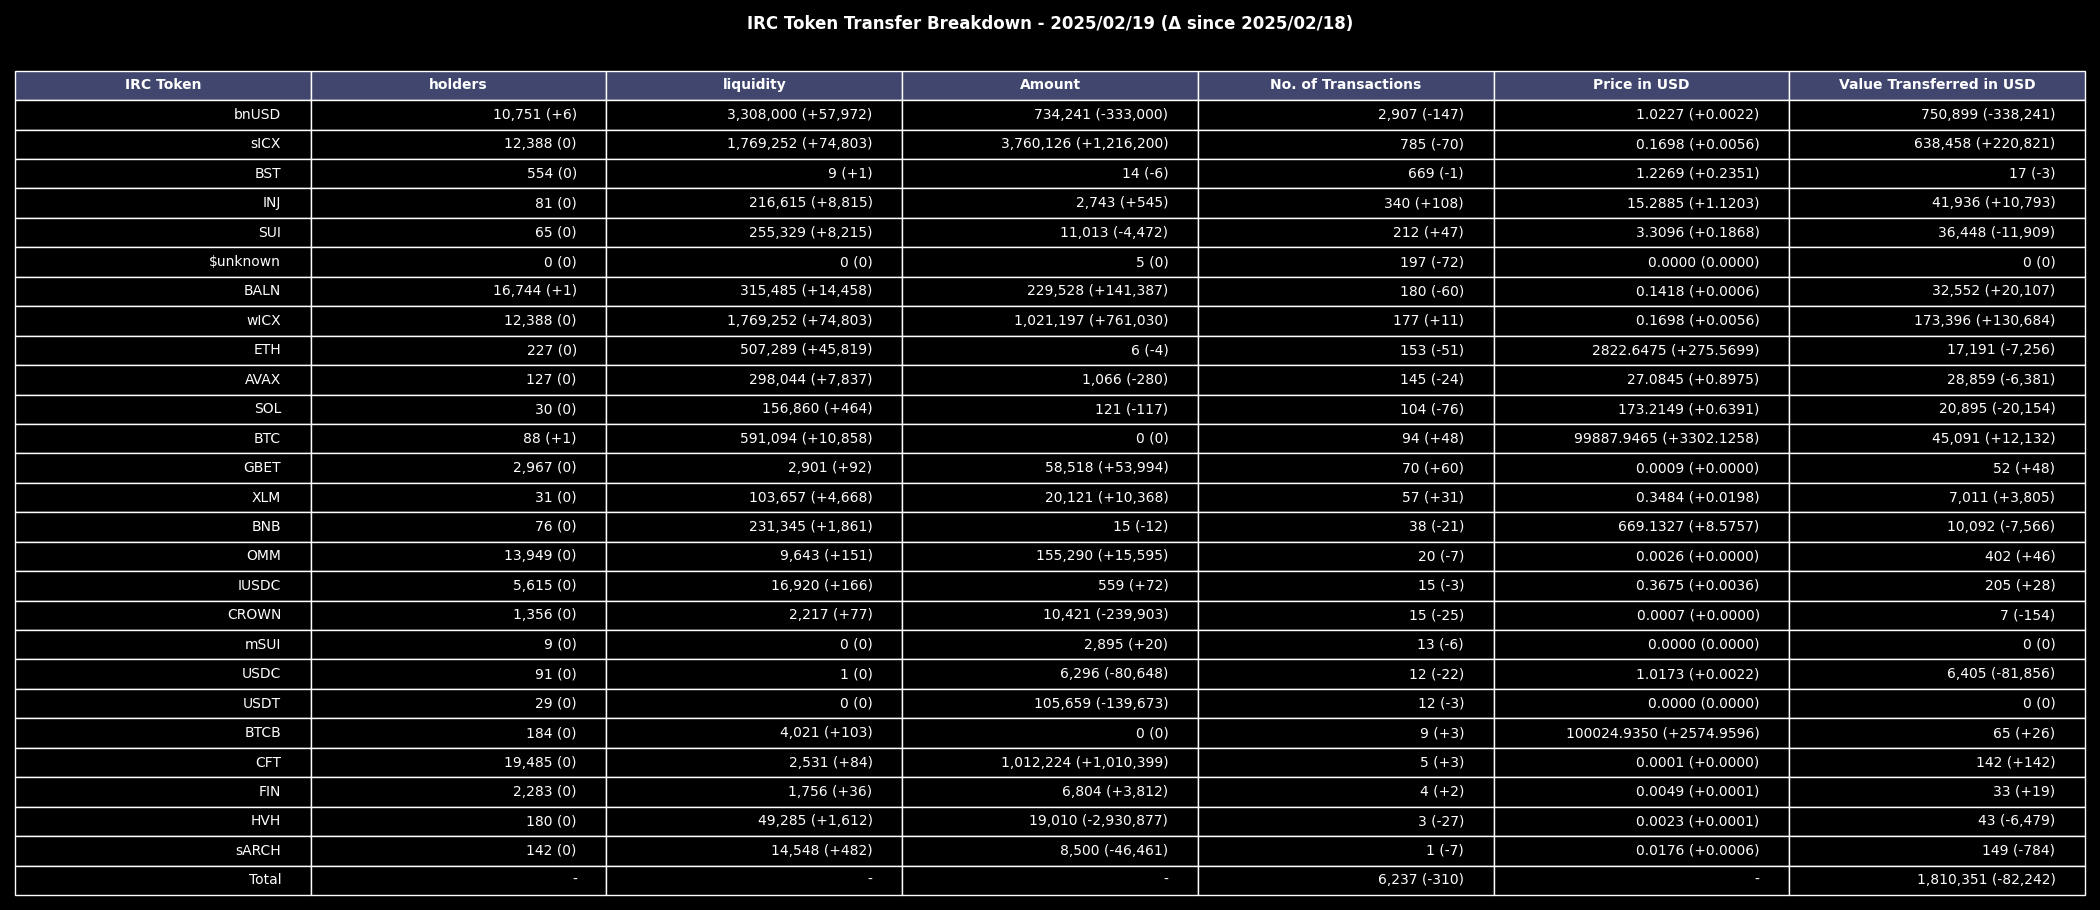 IRC Token Transfer Breakdown - 2025/02/19 (Δ since 2025/02/18)
IRC Token holders liquidity Amount No. of Transactions Price in USD Value Transferred in USD
bnUSD 10,751 (+6) 3,308,000 (+57,972) 734,241 (-333,000) 2,907 (-147) 1.0227 (+0.0022) 750,899 (-338,241)
sICX 12,388 (0) 1,769,252 (+74,803) 3,760,126 (+1,216,200) 785 (-70) 0.1698 (+0.0056) 638,458 (+220,821)
BST 554 (0) 9 (+1) 14 (-6) 669 (-1) 1.2269 (+0.2351) 17 (-3)
INJ 81 (0) 216,615 (+8,815) 2,743 (+545) 340 (+108) 15.2885 (+1.1203) 41,936 (+10,793)
SUI 65 (0) 255,329 (+8,215) 11,013 (-4,472) 212 (+47) 3.3096 (+0.1868) 36,448 (-11,909)
$unknown 0 (0) 0 (0) 5 (0) 197 (-72) 0.0000 (0.0000) 0 (0)
BALN 16,744 (+1) 315,485 (+14,458) 229,528 (+141,387) 180 (-60) 0.1418 (+0.0006) 32,552 (+20,107)
wICX 12,388 (0) 1,769,252 (+74,803) 1,021,197 (+761,030) 177 (+11) 0.1698 (+0.0056) 173,396 (+130,684)
ETH 227 (0) 507,289 (+45,819) 6 (-4) 153 (-51) 2822.6475 (+275.5699) 17,191 (-7,256)
AVAX 127 (0) 298,044 (+7,837) 1,066 (-280) 145 (-24) 27.0845 (+0.8975) 28,859 (-6,381)
SOL 30 (0) 156,860 (+464) 121 (-117) 104 (-76) 173.2149 (+0.6391) 20,895 (-20,154)
BTC 88 (+1) 591,094 (+10,858) 0 (0) 94 (+48) 99887.9465 (+3302.1258) 45,091 (+12,132)
GBET 2,967 (0) 2,901 (+92) 58,518 (+53,994) 70 (+60) 0.0009 (+0.0000) 52 (+48)
XLM 31 (0) 103,657 (+4,668) 20,121 (+10,368) 57 (+31) 0.3484 (+0.0198) 7,011 (+3,805)
BNB 76 (0) 231,345 (+1,861) 15 (-12) 38 (-21) 669.1327 (+8.5757) 10,092 (-7,566)
OMM 13,949 (0) 9,643 (+151) 155,290 (+15,595) 20 (-7) 0.0026 (+0.0000) 402 (+46)
IUSDC 5,615 (0) 16,920 (+166) 559 (+72) 15 (-3) 0.3675 (+0.0036) 205 (+28)
CROWN 1,356 (0) 2,217 (+77) 10,421 (-239,903) 15 (-25) 0.0007 (+0.0000) 7 (-154)
mSUI 9 (0) 0 (0) 2,895 (+20) 13 (-6) 0.0000 (0.0000) 0 (0)
USDC 91 (0) 1 (0) 6,296 (-80,648) 12 (-22) 1.0173 (+0.0022) 6,405 (-81,856)
USDT 29 (0) 0 (0) 105,659 (-139,673) 12 (-3) 0.0000 (0.0000) 0 (0)
BTCB 184 (0) 4,021 (+103) 0 (0) 9 (+3) 100024.9350 (+2574.9596) 65 (+26)
CFT 19,485 (0) 2,531 (+84) 1,012,224 (+1,010,399) 5 (+3) 0.0001 (+0.0000) 142 (+142)
FIN 2,283 (0) 1,756 (+36) 6,804 (+3,812) 4 (+2) 0.0049 (+0.0001) 33 (+19)
HVH 180 (0) 49,285 (+1,612) 19,010 (-2,930,877) 3 (-27) 0.0023 (+0.0001) 43 (-6,479)
sARCH 142 (0) 14,548 (+482) 8,500 (-46,461) 1 (-7) 0.0176 (+0.0006) 149 (-784)
Total - - - 6,237 (-310) - 1,810,351 (-82,242)